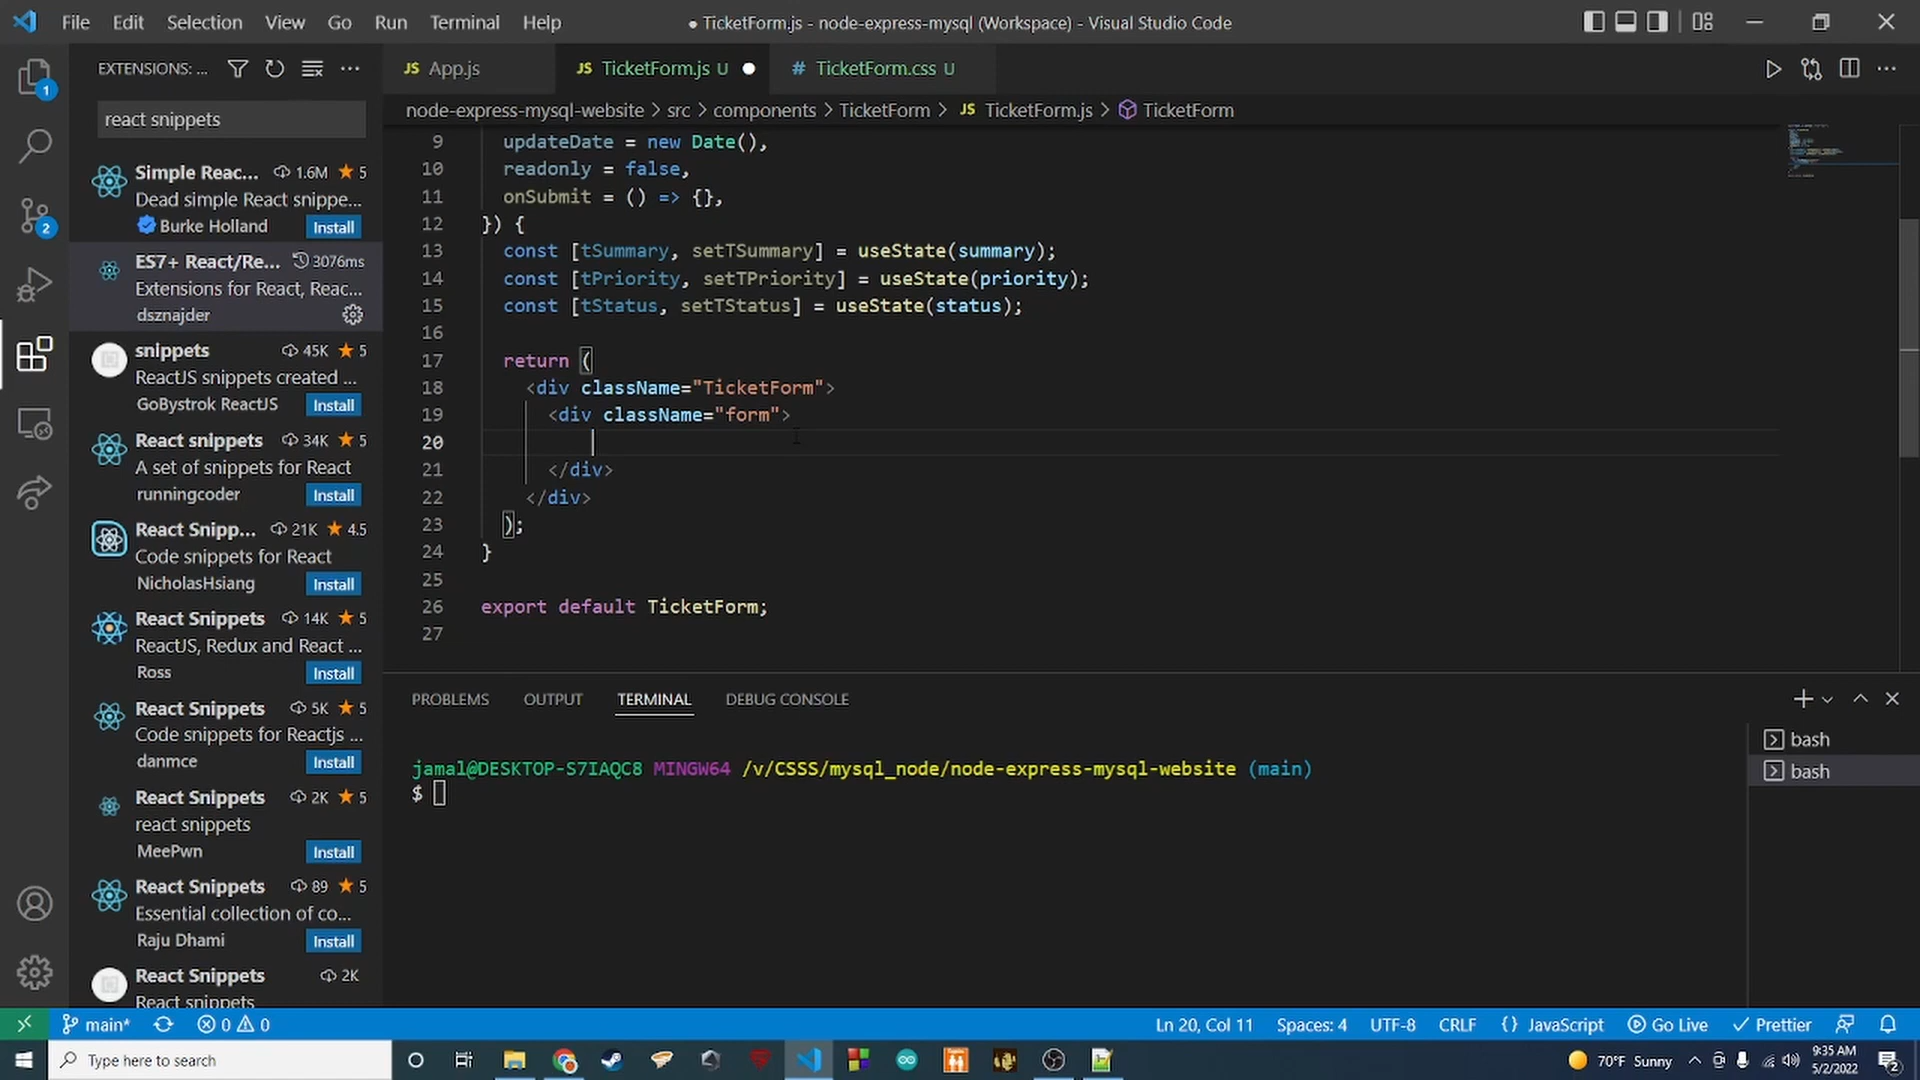 File Edit Selection View Go Run Terminal Help
● TicketForm.js - node-express-mysql (Workspace) - Visual Studio Code
EXTENSIONS: ...
JS App.js
JS TicketForm.js U
# TicketForm.css U
node-express-mysql-website > src > components > TicketForm > JS TicketForm.js > TicketForm
1
2
react snippets
Simple Reac... 1.6M ★ 5
Dead simple React snippe...
Burke Holland Install
ES7+ React/Re... 3076ms
Extensions for React, Reac...
dsznajder
snippets 45K ★ 5
ReactJS snippets created ...
GoBystrok ReactJS Install
React snippets 34K ★ 5
A set of snippets for React
runningcoder Install
React Snipp... 21K ★ 4.5
Code snippets for React
NicholasHsiang Install
React Snippets 14K ★ 5
ReactJS, Redux and React ...
Ross Install
React Snippets 5K ★ 5
Code snippets for Reactjs ...
danmce Install
React Snippets 2K ★ 5
react snippets
MeePwn Install
React Snippets 89 ★ 5
Essential collection of co...
Raju Dhami Install
React Snippets 2K
React snippets
9 updateDate = new Date(),
10 readonly = false,
11 onSubmit = () => {},
12 }) {
13 const [tSummary, setTSummary] = useState(summary);
14 const [tPriority, setTPriority] = useState(priority);
15 const [tStatus, setTStatus] = useState(status);
16
17 return (
18 <div className="TicketForm">
19 <div className="form">
20
21 </div>
22 </div>
23 );
24 }
25
26 export default TicketForm;
27
PROBLEMS OUTPUT TERMINAL DEBUG CONSOLE
bash
bash
jamal@DESKTOP-S7IAQC8 MINGW64 /v/CSSS/mysql_node/node-express-mysql-website (main)
$
main* 0 0
Ln 20, Col 11 Spaces: 4 UTF-8 CRLF {} JavaScript Go Live Prettier
Type here to search
70°F Sunny
9:35 AM
5/2/2022
2